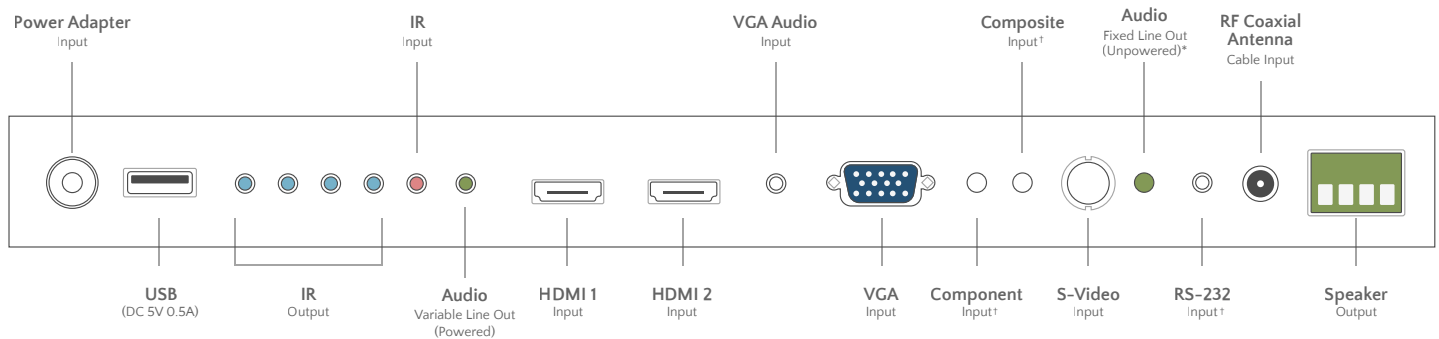 Power Adapter
Input
IR
Input
VGA Audio
Input
Composite
Input†
Audio
Fixed Line Out
(Unpowered)*
RF Coaxial
Antenna
Cable Input
USB
(DC 5V 0.5A)
IR
Output
Audio
Variable Line Out
(Powered)
HDMI 1
Input
HDMI 2
Input
VGA
Input
Component
Input†
S-Video
Input
RS-232
Input†
Speaker
Output